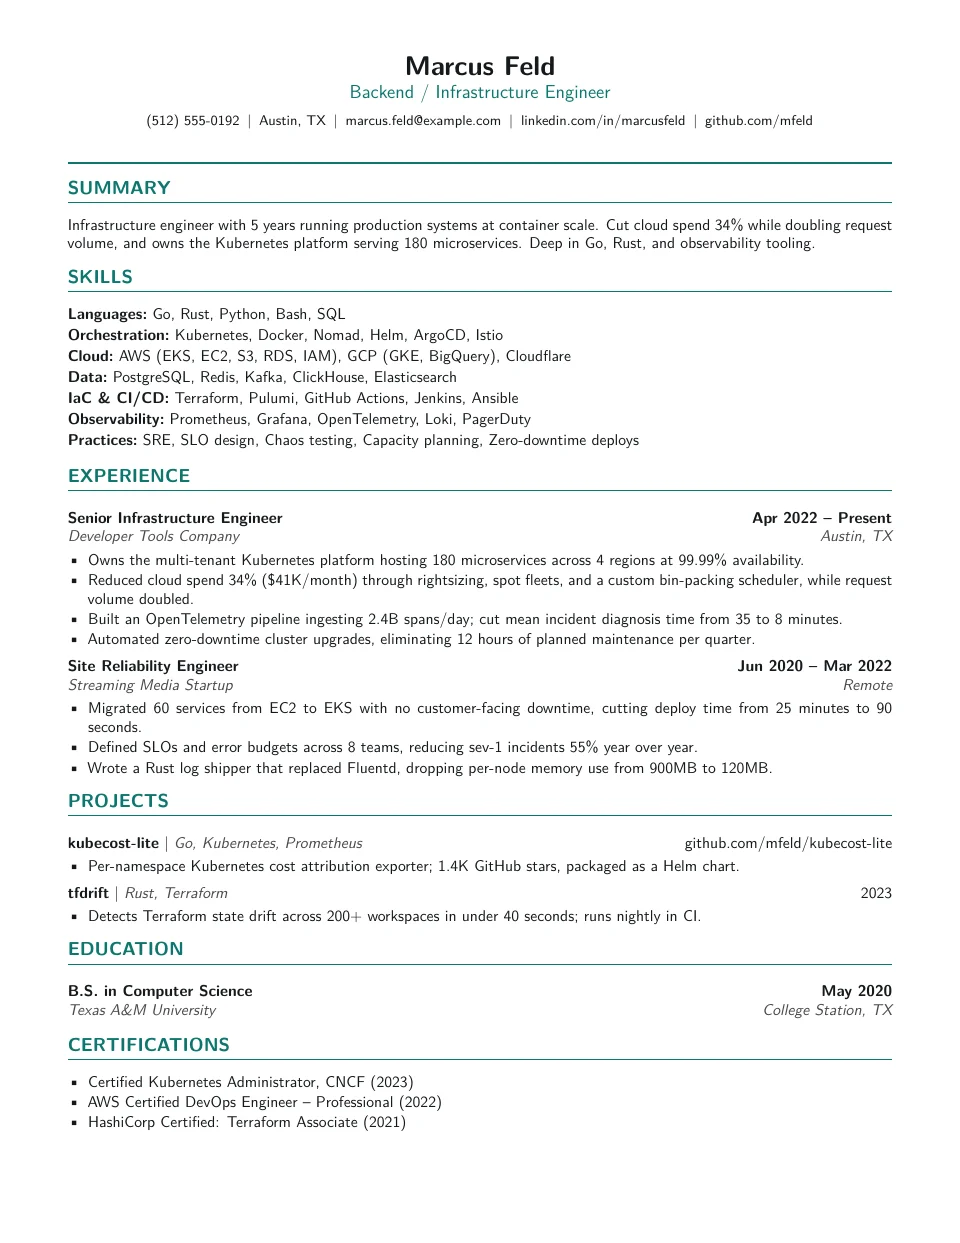 Marcus Feld
Backend / Infrastructure Engineer
(512) 555-0192 | Austin, TX | marcus.feld@example.com | linkedin.com/in/marcusfeld | github.com/mfeld
SUMMARY
Infrastructure engineer with 5 years running production systems at container scale. Cut cloud spend 34% while doubling request
volume, and owns the Kubernetes platform serving 180 microservices. Deep in Go, Rust, and observability tooling.
SKILLS
Languages: Go, Rust, Python, Bash, SQL
Orchestration: Kubernetes, Docker, Nomad, Helm, ArgoCD, Istio
Cloud: AWS (EKS, EC2, S3, RDS, IAM), GCP (GKE, BigQuery), Cloudflare
Data: PostgreSQL, Redis, Kafka, ClickHouse, Elasticsearch
IaC & CI/CD: Terraform, Pulumi, GitHub Actions, Jenkins, Ansible
Observability: Prometheus, Grafana, OpenTelemetry, Loki, PagerDuty
Practices: SRE, SLO design, Chaos testing, Capacity planning, Zero-downtime deploys
EXPERIENCE
Senior Infrastructure Engineer Apr 2022 – Present
Developer Tools Company Austin, TX
▪ Owns the multi-tenant Kubernetes platform hosting 180 microservices across 4 regions at 99.99% availability.
▪ Reduced cloud spend 34% ($41K/month) through rightsizing, spot fleets, and a custom bin-packing scheduler, while request
volume doubled.
▪ Built an OpenTelemetry pipeline ingesting 2.4B spans/day; cut mean incident diagnosis time from 35 to 8 minutes.
▪ Automated zero-downtime cluster upgrades, eliminating 12 hours of planned maintenance per quarter.
Site Reliability Engineer Jun 2020 – Mar 2022
Streaming Media Startup Remote
▪ Migrated 60 services from EC2 to EKS with no customer-facing downtime, cutting deploy time from 25 minutes to 90
seconds.
▪ Defined SLOs and error budgets across 8 teams, reducing sev-1 incidents 55% year over year.
▪ Wrote a Rust log shipper that replaced Fluentd, dropping per-node memory use from 900MB to 120MB.
PROJECTS
kubecost-lite | Go, Kubernetes, Prometheus github.com/mfeld/kubecost-lite
▪ Per-namespace Kubernetes cost attribution exporter; 1.4K GitHub stars, packaged as a Helm chart.
tfdrift | Rust, Terraform 2023
▪ Detects Terraform state drift across 200+ workspaces in under 40 seconds; runs nightly in CI.
EDUCATION
B.S. in Computer Science May 2020
Texas A&M University College Station, TX
CERTIFICATIONS
▪ Certified Kubernetes Administrator, CNCF (2023)
▪ AWS Certified DevOps Engineer – Professional (2022)
▪ HashiCorp Certified: Terraform Associate (2021)